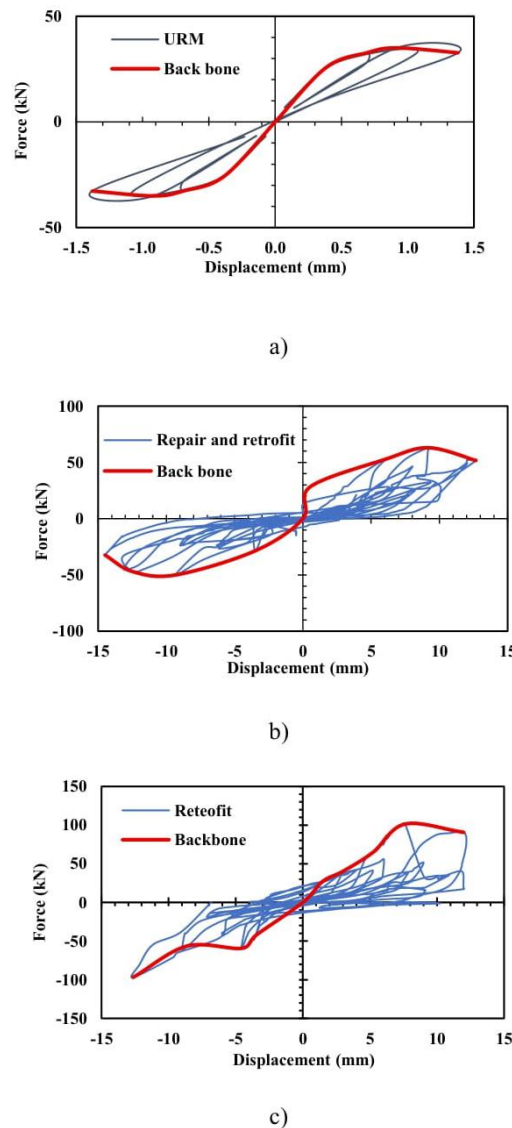 50
URM
Back bone
Force (kN)
0
-50
-1.5 -1.0 -0.5 0.0 0.5 1.0 1.5
Displacement (mm)
a)
100
Repair and retrofit
Back bone
50
Force (kN)
0
-50
-100
-15 -10 -5 0 5 10 15
Displacement (mm)
b)
150
Reteofit
100
Backbone
50
Force (kN)
0
-50
-100
-150
-15 -10 -5 0 5 10 15
Displacement (mm)
c)